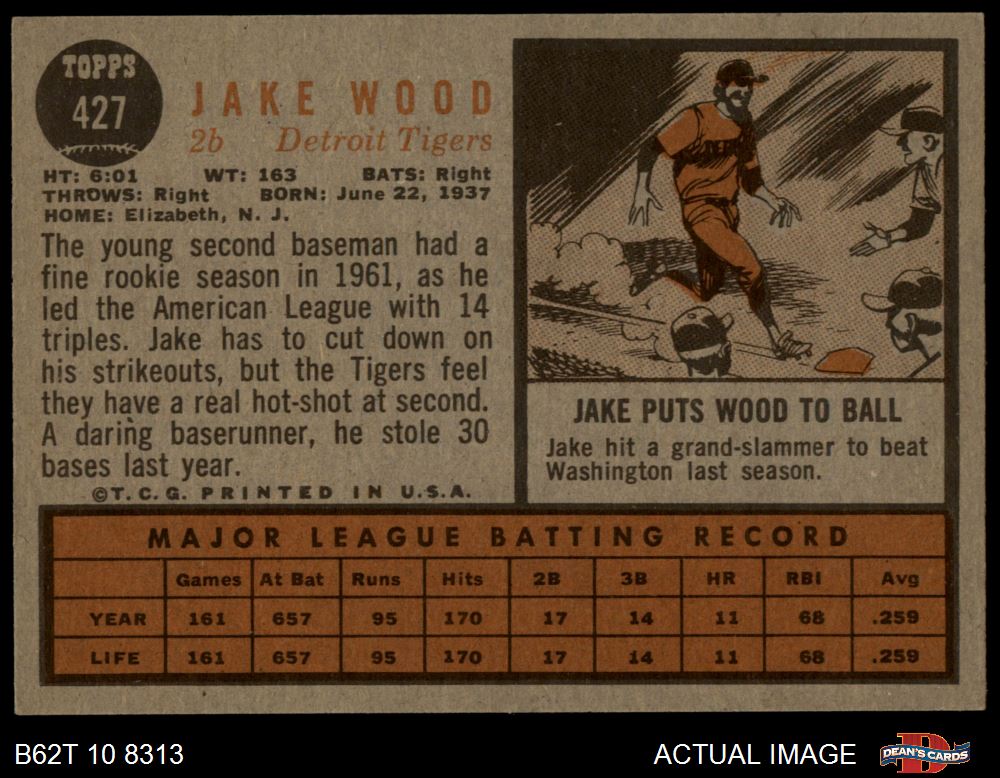 TOPPS
427
JAKE WOOD
2b Detroit Tigers
HT: 6:01 WT: 163 BATS: Right
THROWS: Right BORN: June 22, 1937
HOME: Elizabeth, N. J.
The young second baseman had a
fine rookie season in 1961, as he
led the American League with 14
triples. Jake has to cut down on
his strikeouts, but the Tigers feel
they have a real hot-shot at second.
A daring baserunner, he stole 30
bases last year.
©T. C. G. PRINTED IN U.S.A.
JAKE PUTS WOOD TO BALL
Jake hit a grand-slammer to beat
Washington last season.
MAJOR LEAGUE BATTING RECORD
Games At Bat Runs Hits 2B 3B HR RBI Avg
YEAR 161 657 95 170 17 14 11 68 .259
LIFE 161 657 95 170 17 14 11 68 .259
B62T 10 8313
ACTUAL IMAGE
DEAN'S CARDS